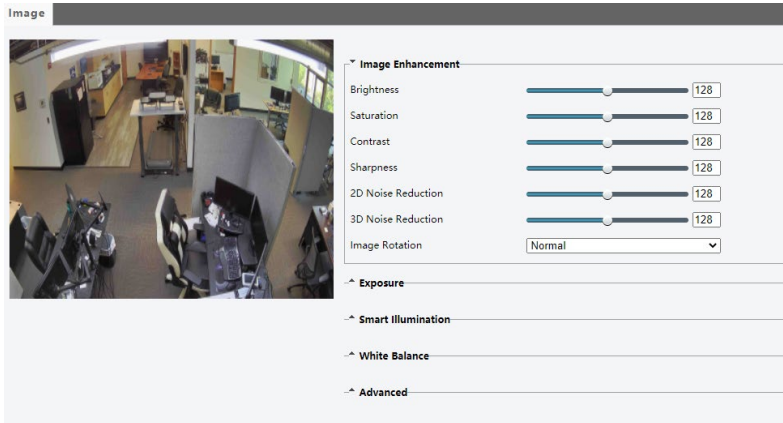 Image
Image Enhancement
Brightness 128
Saturation 128
Contrast 128
Sharpness 128
2D Noise Reduction 128
3D Noise Reduction 128
Image Rotation Normal
Exposure
Smart Illumination
White Balance
Advanced